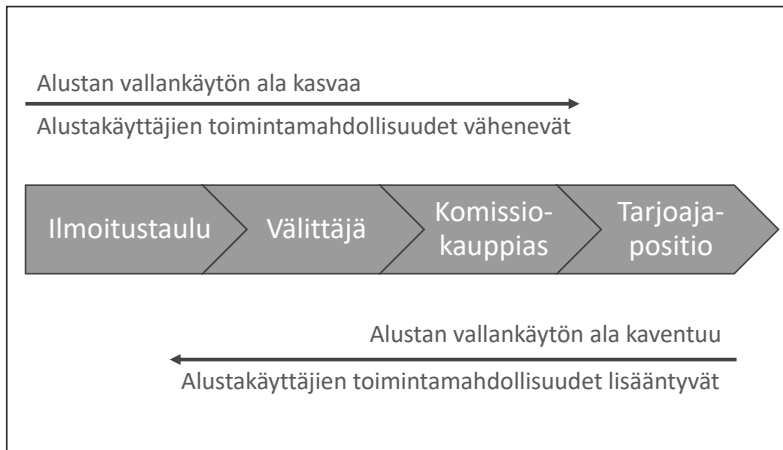 Alustan vallankäytön ala kasvaa
Alustakäyttäjien toimintamahdollisuudet vähenevät
Ilmoitustaulu
Välittäjä
Komissio-
kauppias
Tarjoaja-
positio
Alustan vallankäytön ala kaventuu
Alustakäyttäjien toimintamahdollisuudet lisääntyvät